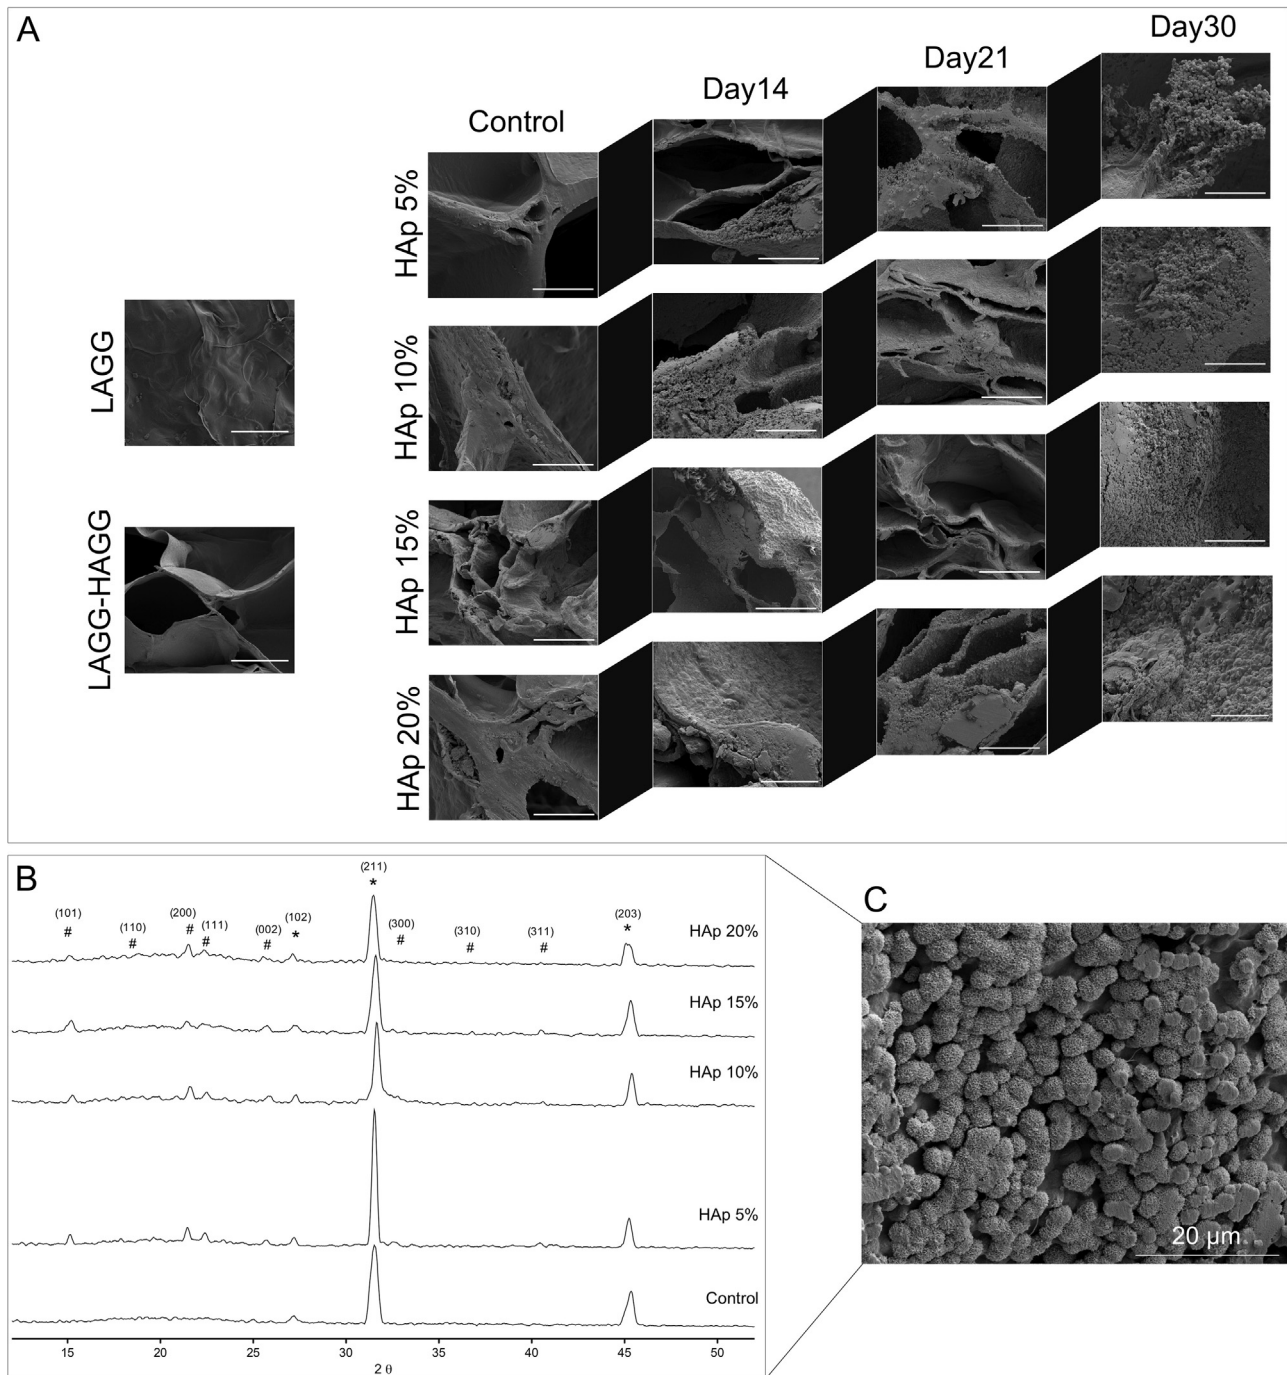 A
Control
Day14
Day21
Day30
HAp 5%
HAp 10%
HAp 15%
HAp 20%
LAGG
LAGG-HAGG
B
(101)
#
(110)
#
(200)
#
(111)
#
(002)
#
(102)
*
(211)
*
(300)
#
(310)
#
(311)
#
(203)
*
HAp 20%
HAp 15%
HAp 10%
HAp 5%
Control
15 20 25 30 35 40 45 50
2 θ
C
20 µm